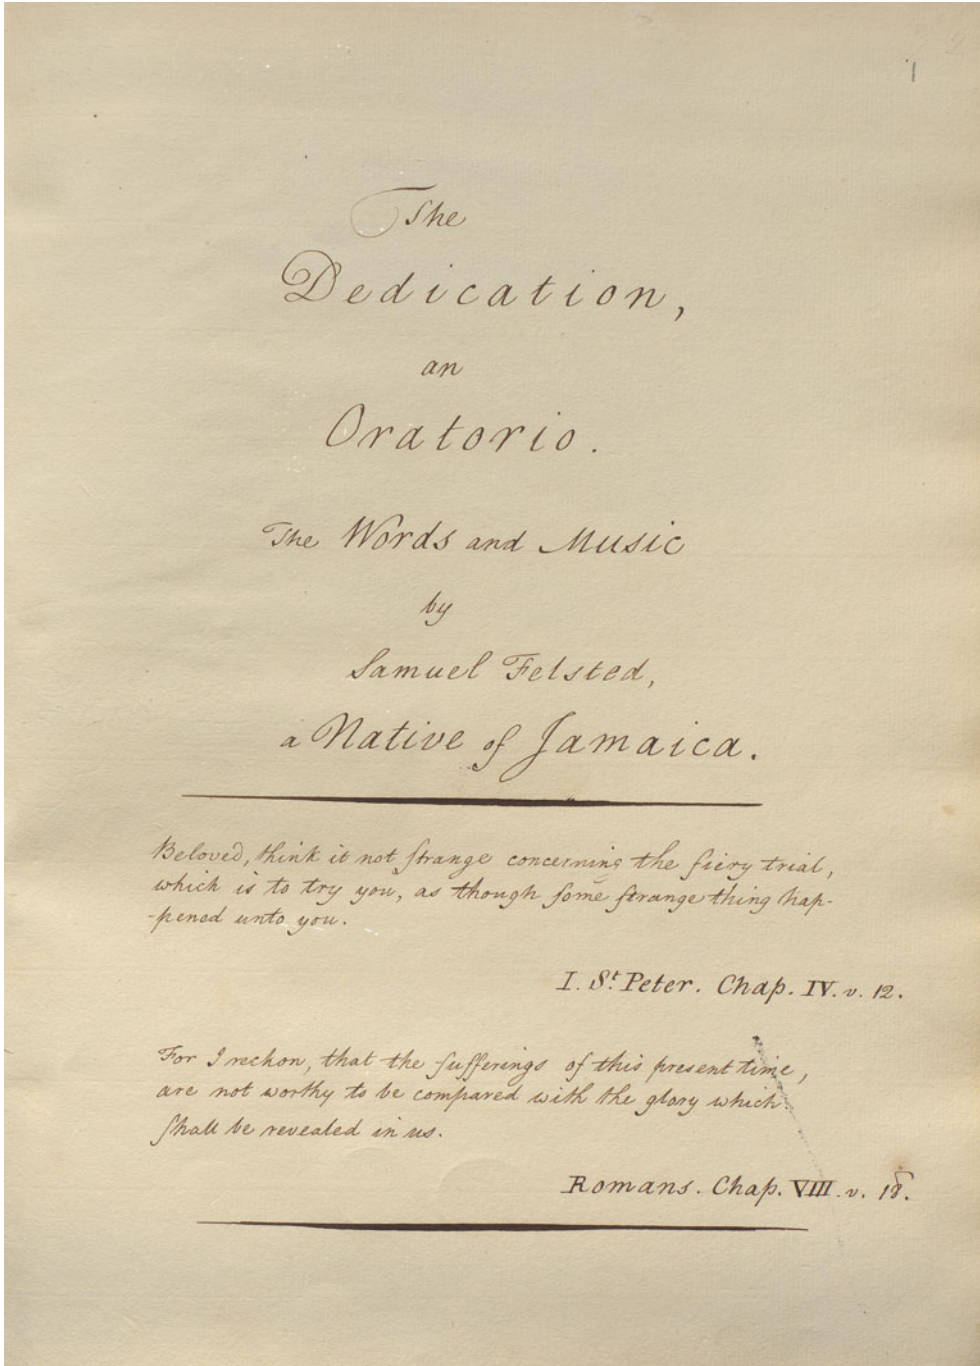 1
The
Dedication,
an
Oratorio.
The Words and Music
by
Samuel Felsted,
a Native of Jamaica.
Beloved, think it not ſtrange concerning the fiery trial,
which is to try you, as though ſome ſtrange thing hap-
-pened unto you.
I. St. Peter. Chap. IV. v. 12.
For I reckon, that the ſufferings of this present time,
are not worthy to be compared with the glory which
ſhall be revealed in us.
Romans. Chap. VIII. v. 18.